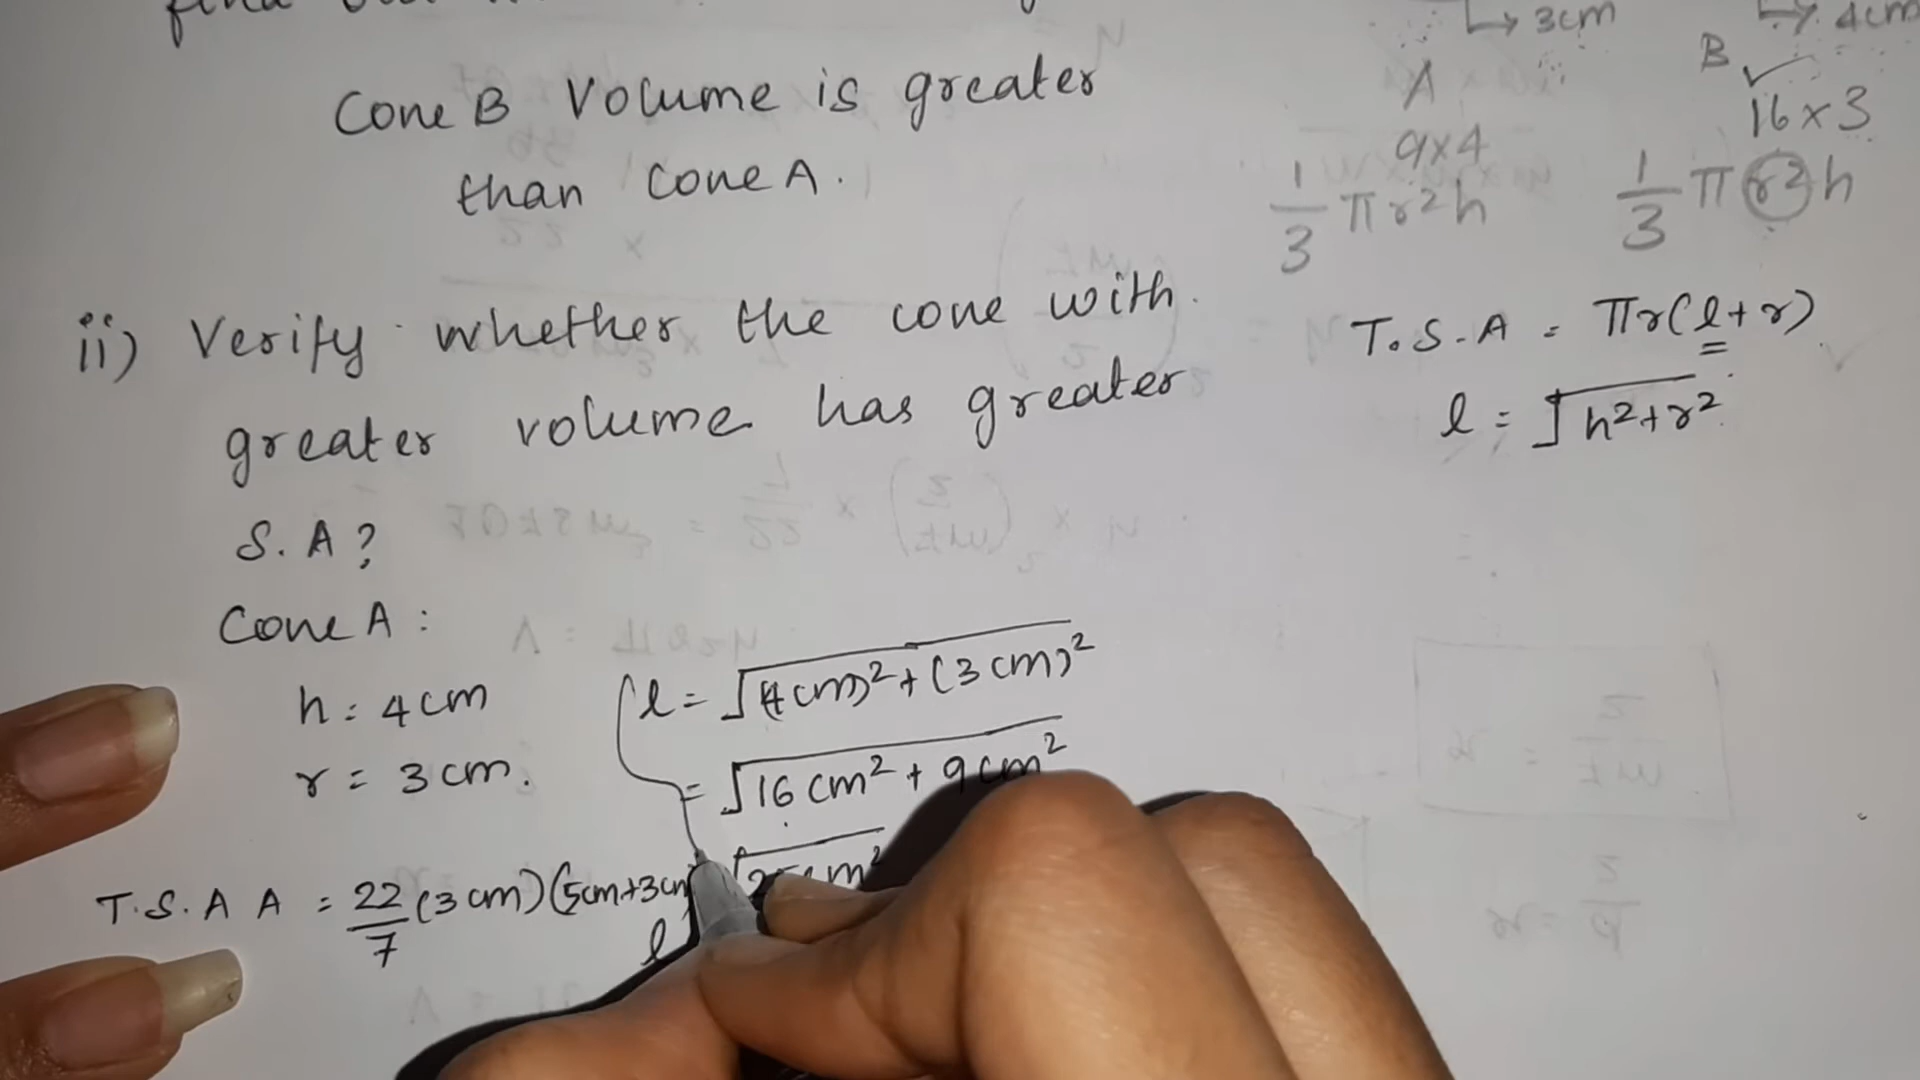 ↳ 3cm
↳ 4cm
Cone B Volume is greater
than Cone A.
A
9x4
1/3 πr²h
B ✓
16x3
1/3 πr²h
ii) Verify whether the cone with
greater volume has greater
S.A?
T.S.A = πr(l+r)
l = √h²+r²
Cone A:
h = 4cm
r = 3cm.
l = √(4cm)²+(3cm)²
= √16cm²+9cm²
T.S.A A = 22/7 (3cm)(5cm+3cm
l